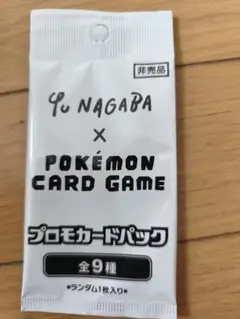 非売品
Yu NAGABA
×
POKÉMON
CARD GAME
プロモカードパック
全9種
*ランダム1枚入り*